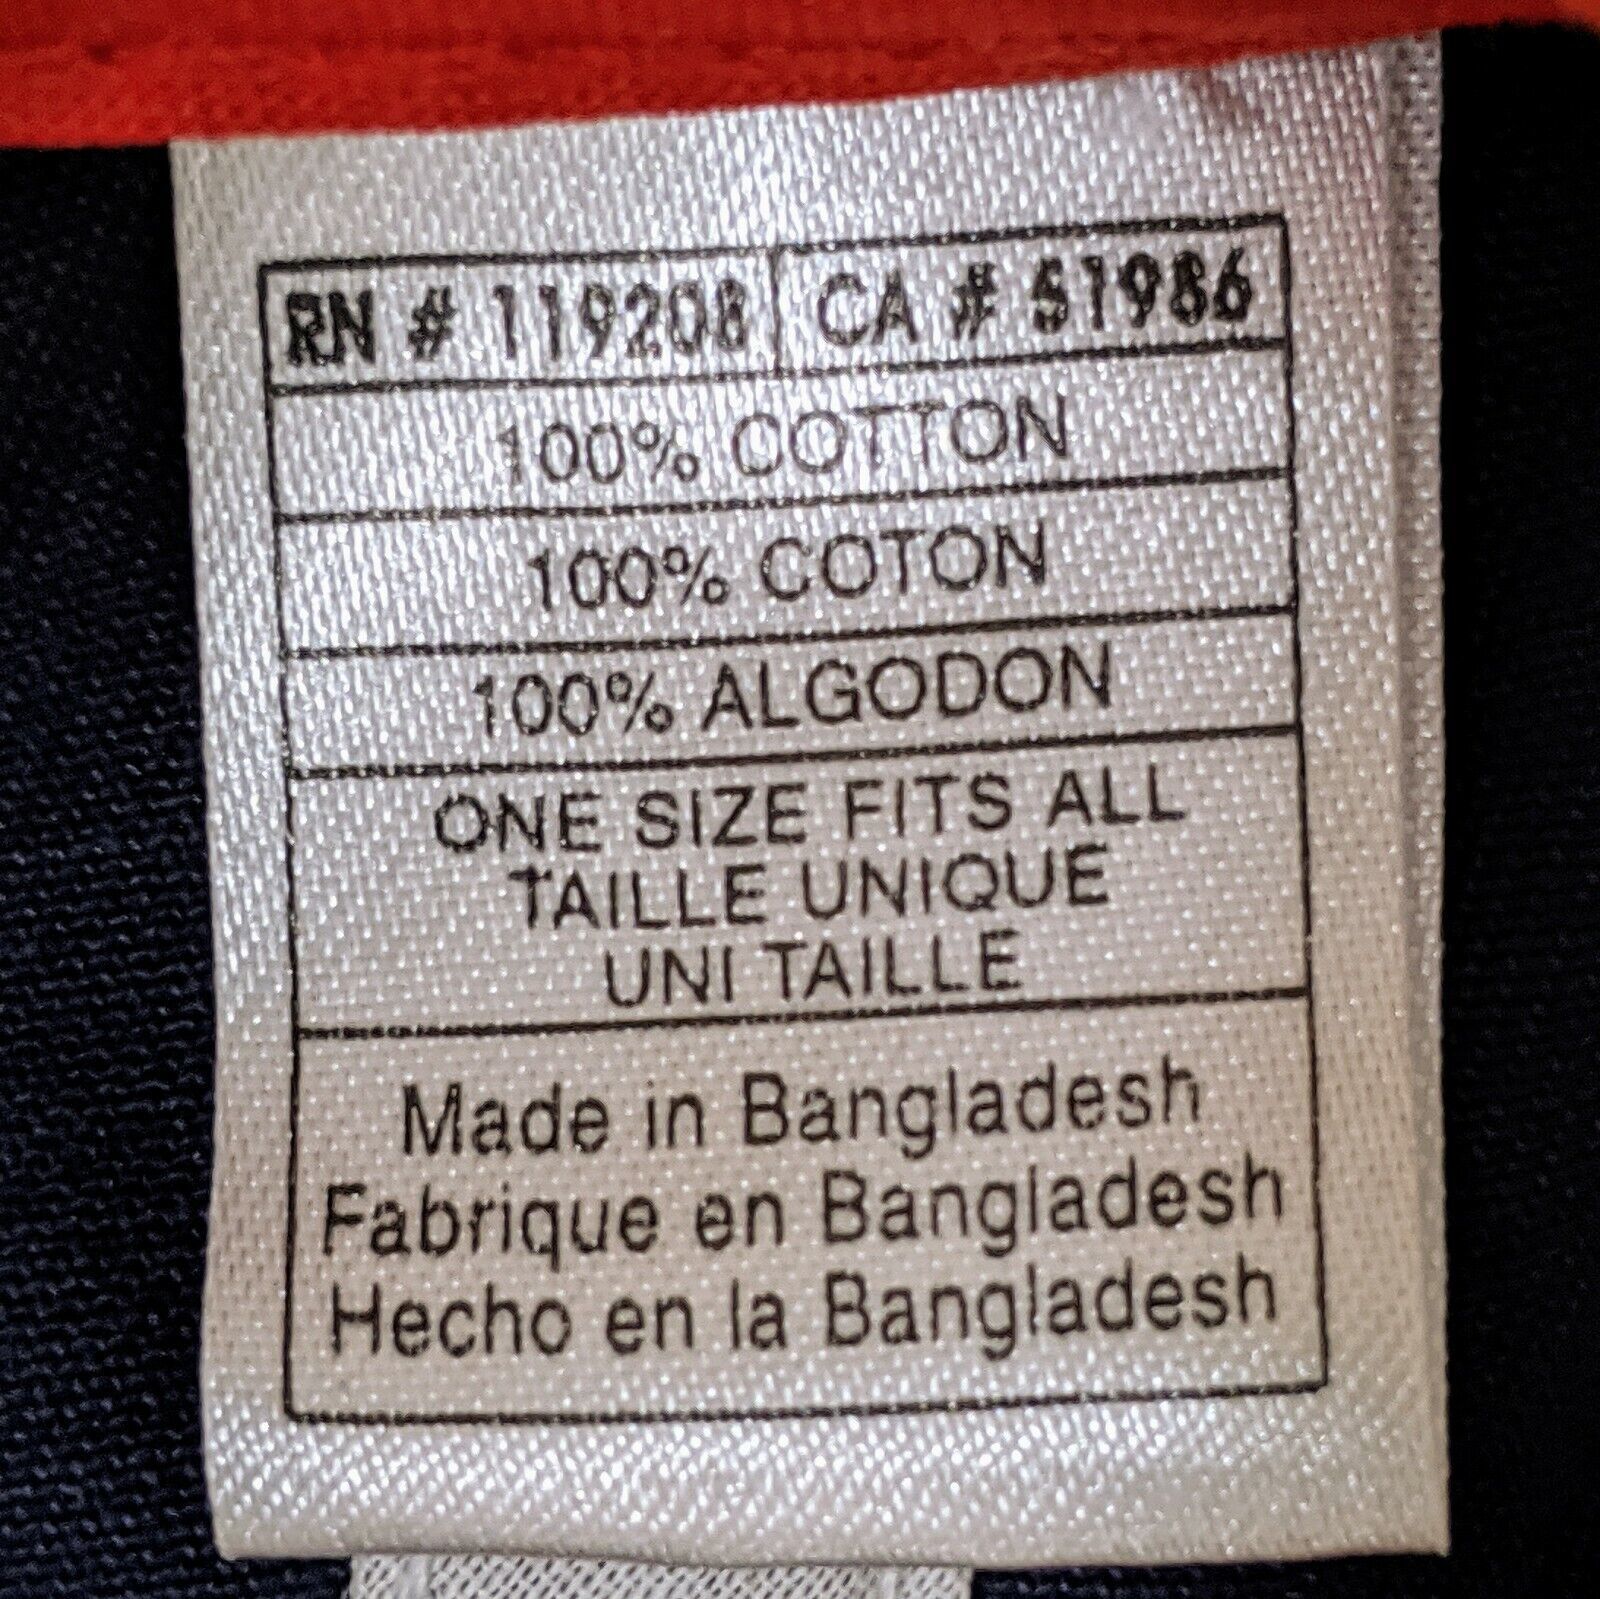 RN # 119208 CA # 51986
100% COTTON
100% COTON
100% ALGODON
ONE SIZE FITS ALL
TAILLE UNIQUE
UNI TAILLE
Made in Bangladesh
Fabrique en Bangladesh
Hecho en la Bangladesh